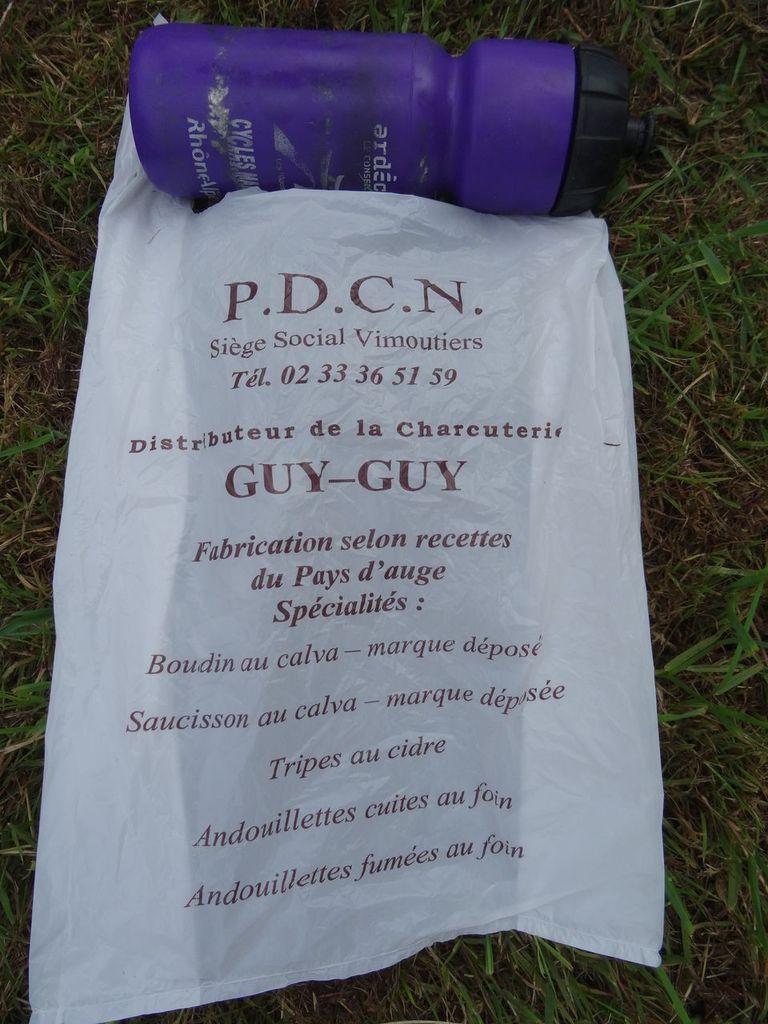 RhôneAlp
CYCLES
ardèc
P.D.C.N.
Siège Social Vimoutiers
Tél. 02 33 36 51 59
Distributeur de la Charcuterie
GUY–GUY
Fabrication selon recettes
du Pays d'auge
Spécialités :
Boudin au calva – marque déposé
Saucisson au calva – marque déposée
Tripes au cidre
Andouillettes cuites au foin
Andouillettes fumées au foin